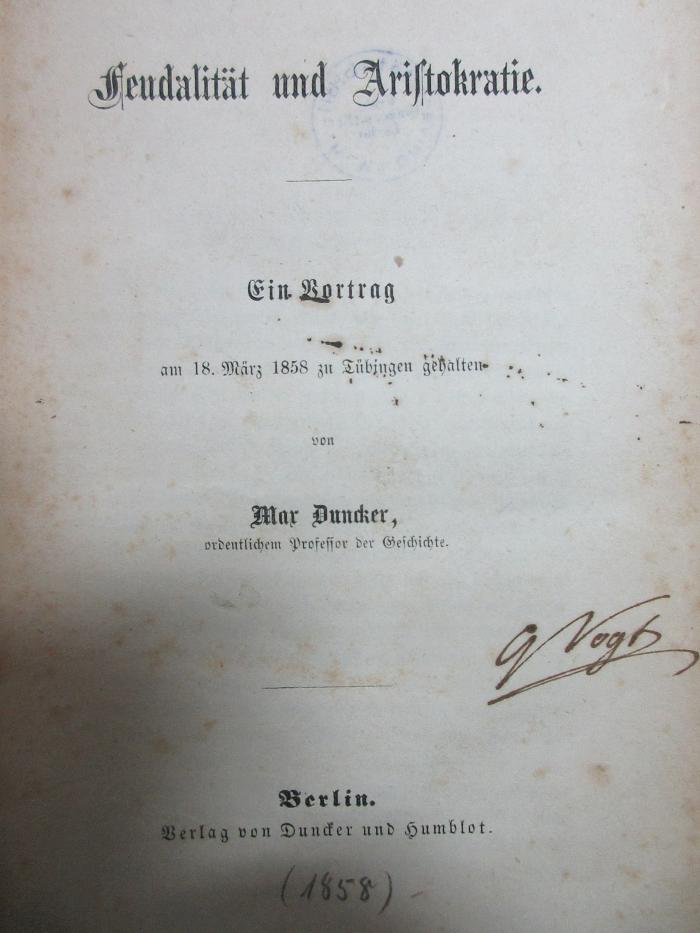 Feudalität und Aristokratie.
Ein Vortrag
am 18. März 1858 zu Tübingen gehalten
von
Max Duncker,
ordentlichem Professor der Geschichte.
G Vogt
Berlin.
Verlag von Duncker und Humblot.
(1858)